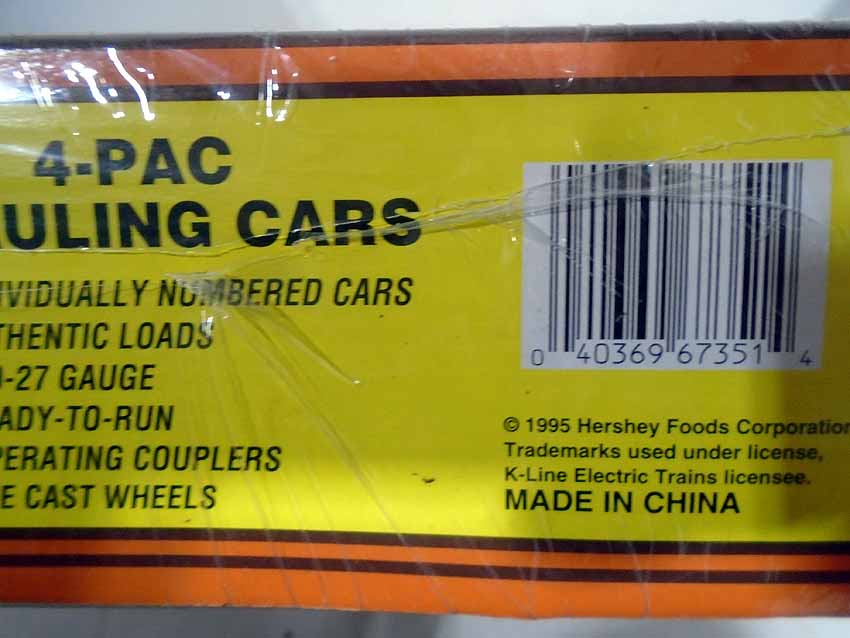 4-PAC
ULING CARS
IVIDUALLY NUMBERED CARS
THENTIC LOADS
-27 GAUGE
ADY-TO-RUN
PERATING COUPLERS
E CAST WHEELS
0 40369 67351 4
© 1995 Hershey Foods Corporation
Trademarks used under license,
K-Line Electric Trains licensee.
MADE IN CHINA